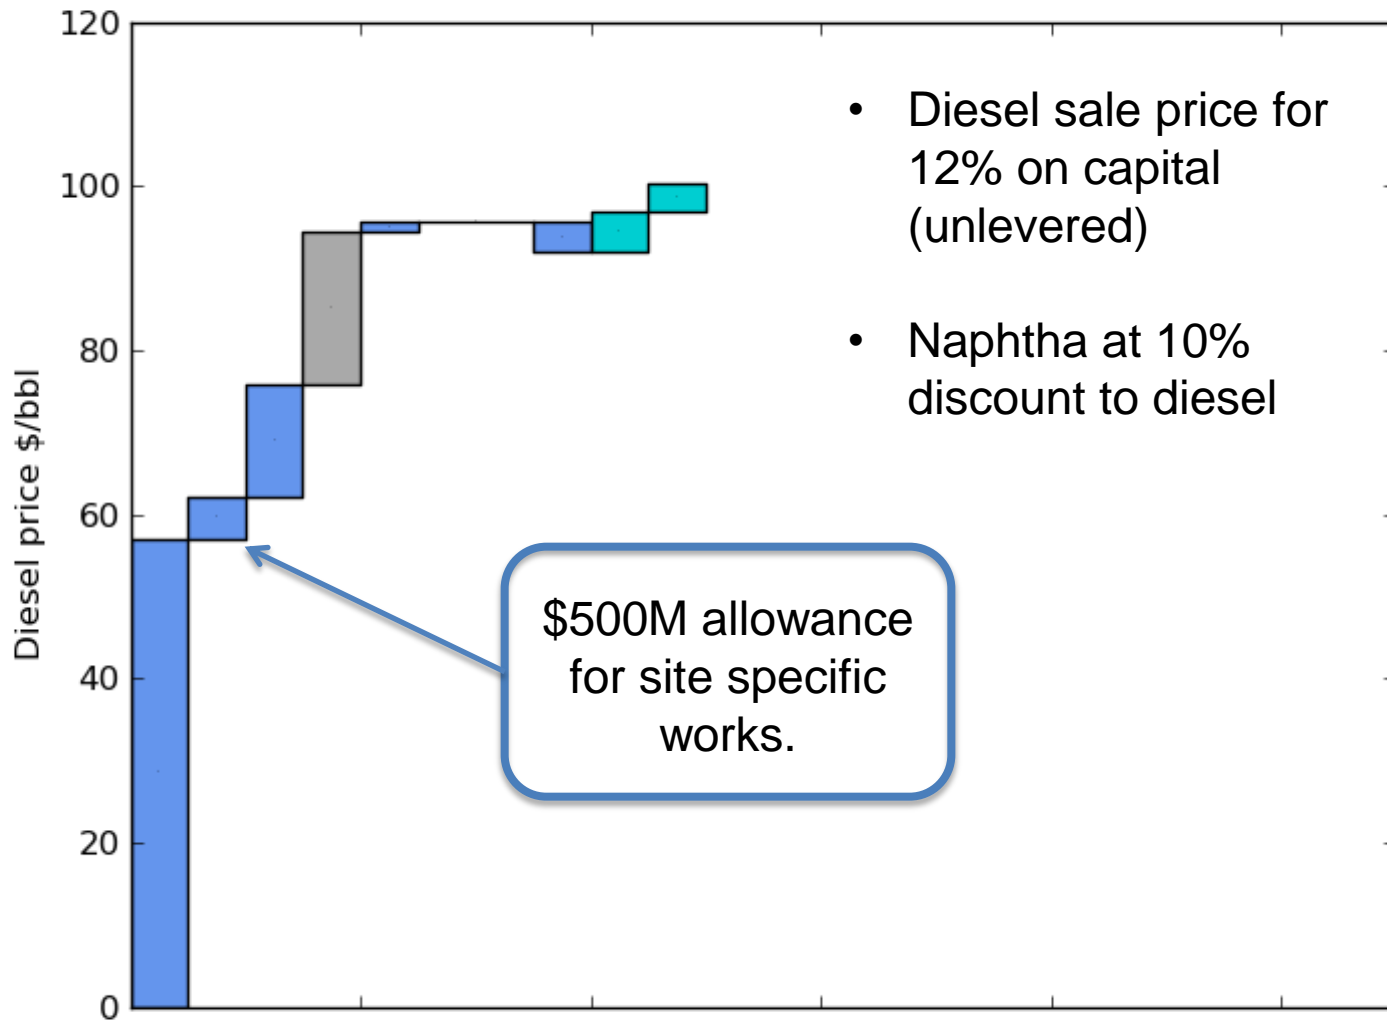 120
100
80
60
40
20
0
Diesel price $/bbl
• Diesel sale price for
12% on capital
(unlevered)
• Naphtha at 10%
discount to diesel
$500M allowance
for site specific
works.